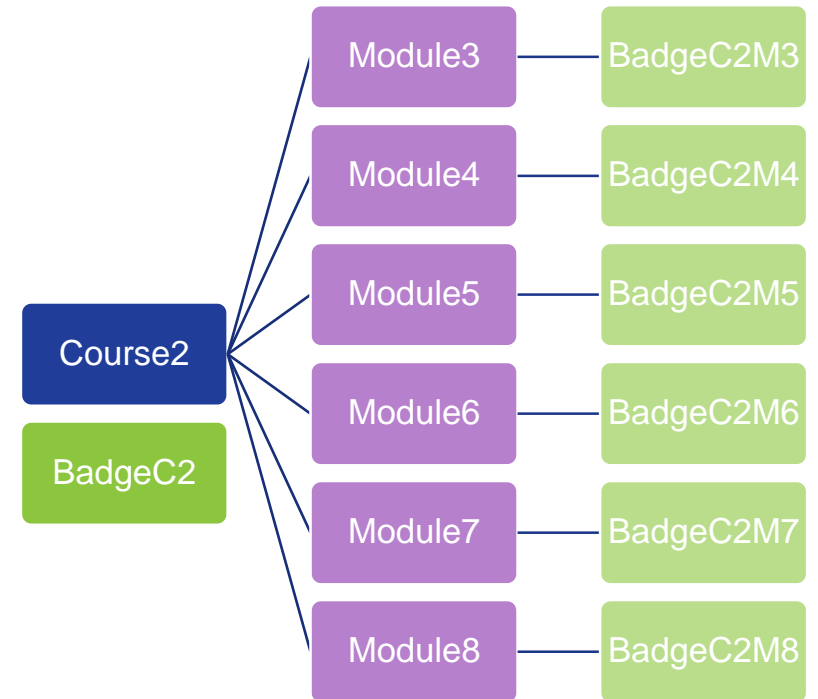 Course2
BadgeC2
Module3
BadgeC2M3
Module4
BadgeC2M4
Module5
BadgeC2M5
Module6
BadgeC2M6
Module7
BadgeC2M7
Module8
BadgeC2M8